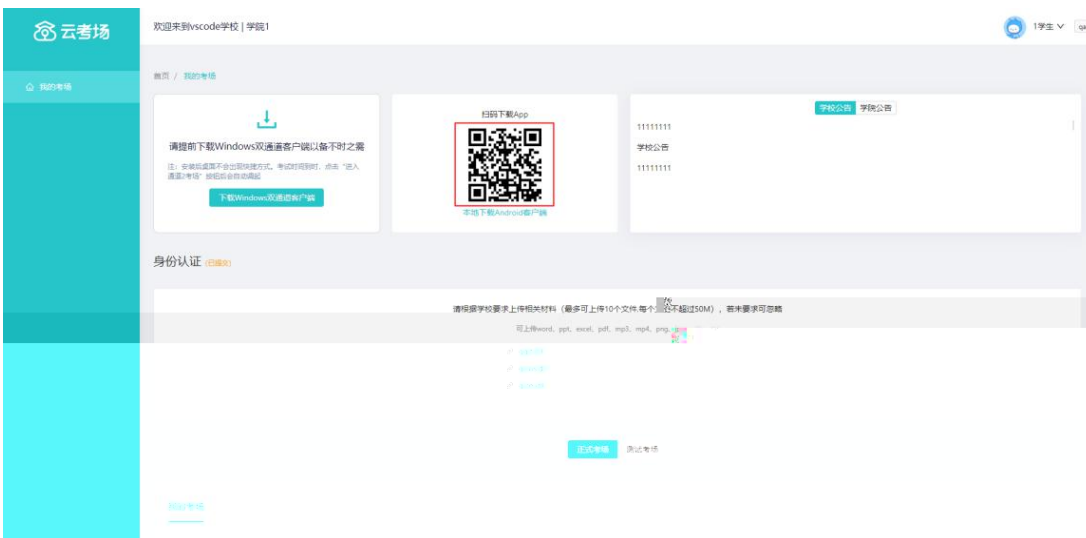 云考场
欢迎来到vscode学校 | 学院1
1学生
我的考场
首页 / 我的考场
请提前下载Windows双通道客户端以备不时之需
注：安装后桌面不会出现快捷方式。考试时间到时，点击“进入
通道2考场”按钮后会自动调起
下载Windows双通道客户端
扫码下载App
本地下载Android客户端
学校公告 学院公告
11111111
学校公告
11111111
身份认证 (已提交)
请根据学校要求上传相关材料（最多可上传10个文件,每个 不超过50M），若未要求可忽略
可上传word、ppt、excel、pdf、mp3、mp4、png、
正式考场 测试考场